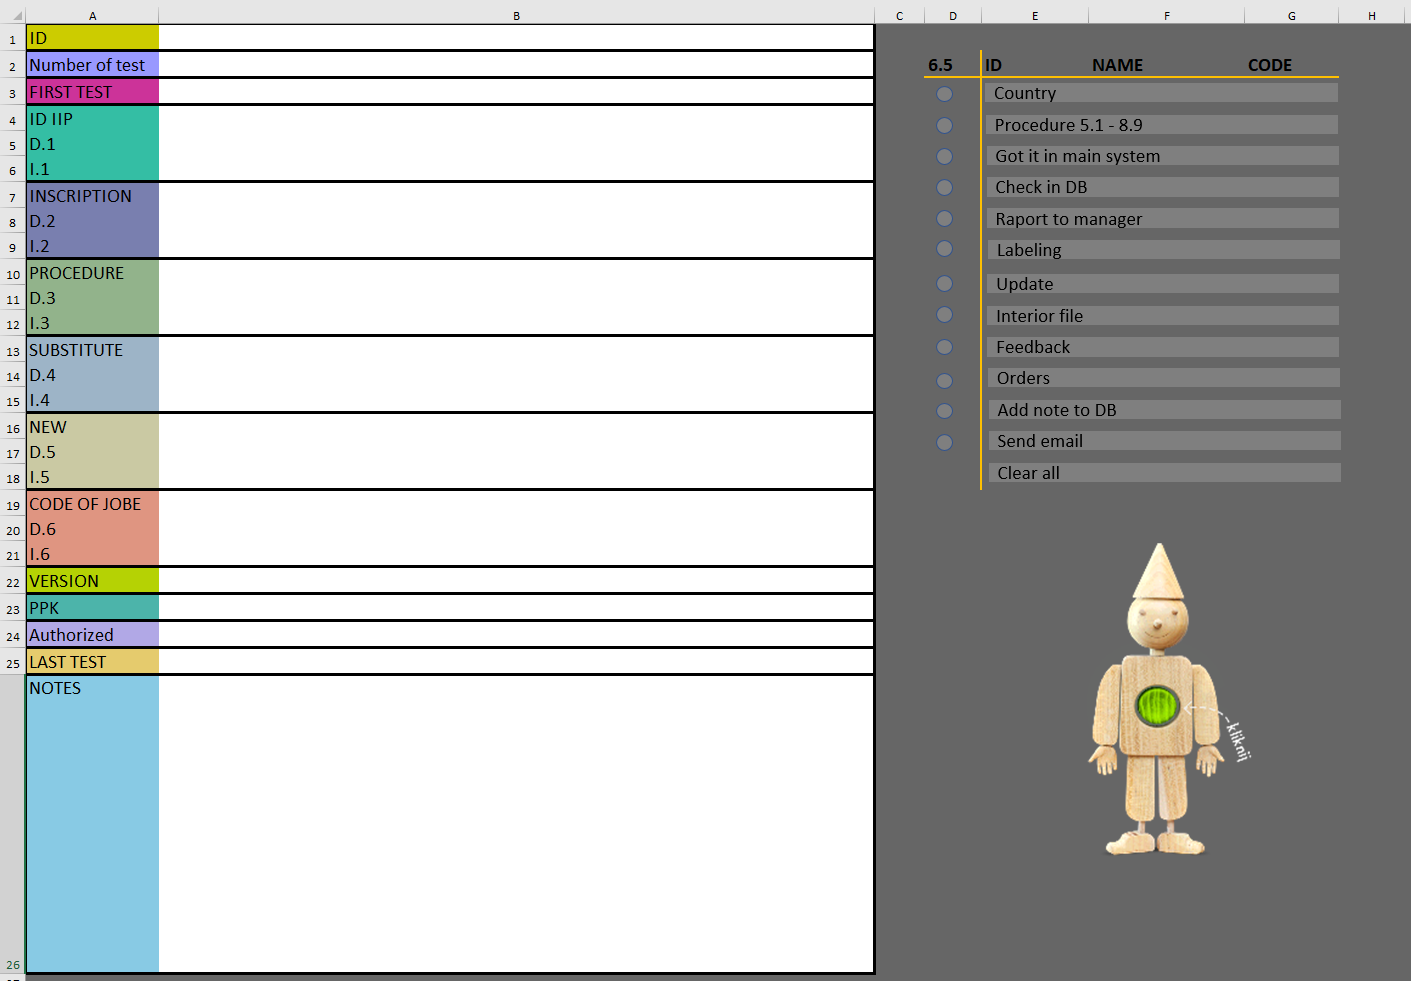 A B C D E F G H
1 ID
2 Number of test
3 FIRST TEST
4 ID IIP
5 D.1
6 I.1
7 INSCRIPTION
8 D.2
9 I.2
10 PROCEDURE
11 D.3
12 I.3
13 SUBSTITUTE
14 D.4
15 I.4
16 NEW
17 D.5
18 I.5
19 CODE OF JOBE
20 D.6
21 I.6
22 VERSION
23 PPK
24 Authorized
25 LAST TEST
NOTES
26
6.5 ID NAME CODE
Country
Procedure 5.1 - 8.9
Got it in main system
Check in DB
Raport to manager
Labeling
Update
Interior file
Feedback
Orders
Add note to DB
Send email
Clear all
kliknij